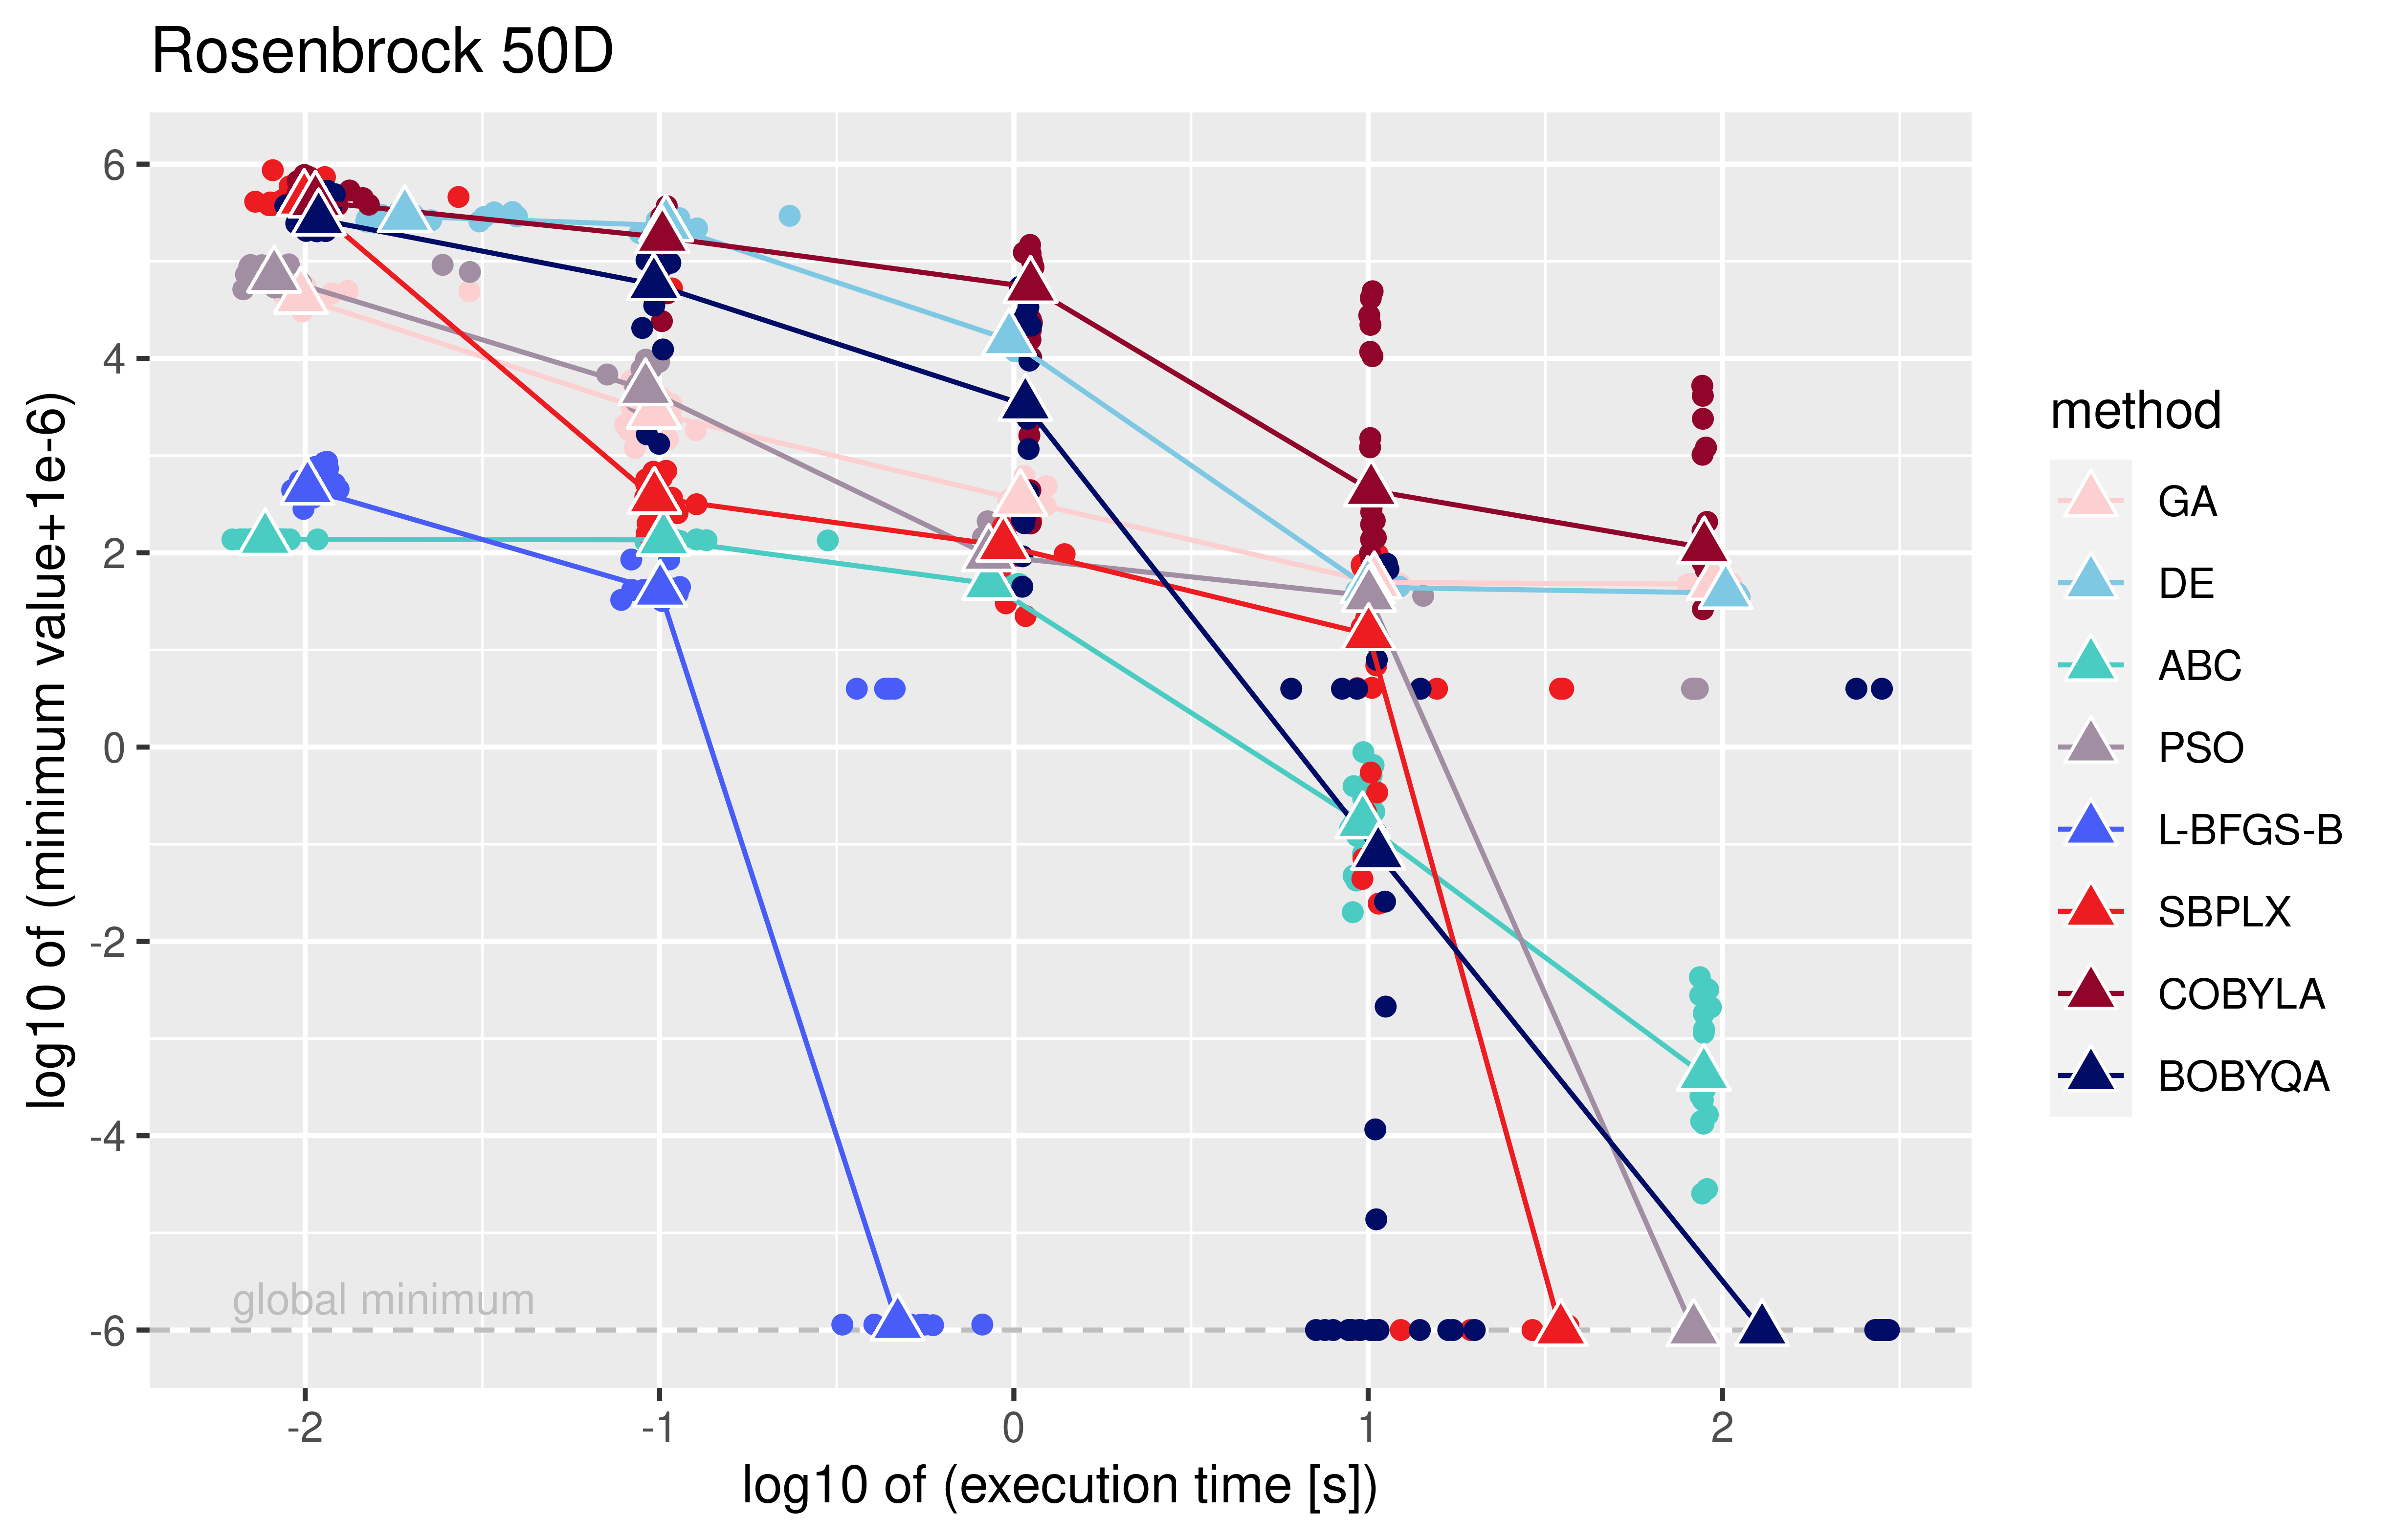 Rosenbrock 50D
log10 of (minimum value+1e-6)
6
4
2
0
-2
-4
-6
global minimum
-2
-1
0
1
2
log10 of (execution time [s])
method
GA
DE
ABC
PSO
L-BFGS-B
SBPLX
COBYLA
BOBYQA